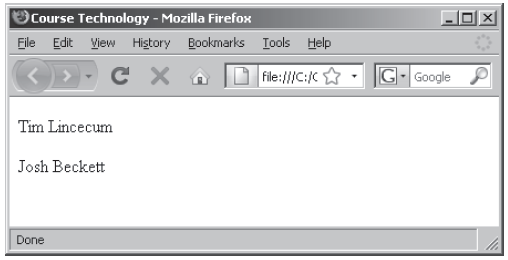 Course Technology - Mozilla Firefox
File Edit View History Bookmarks Tools Help
file:///C:/C G Google
Tim Lincecum
Josh Beckett
Done